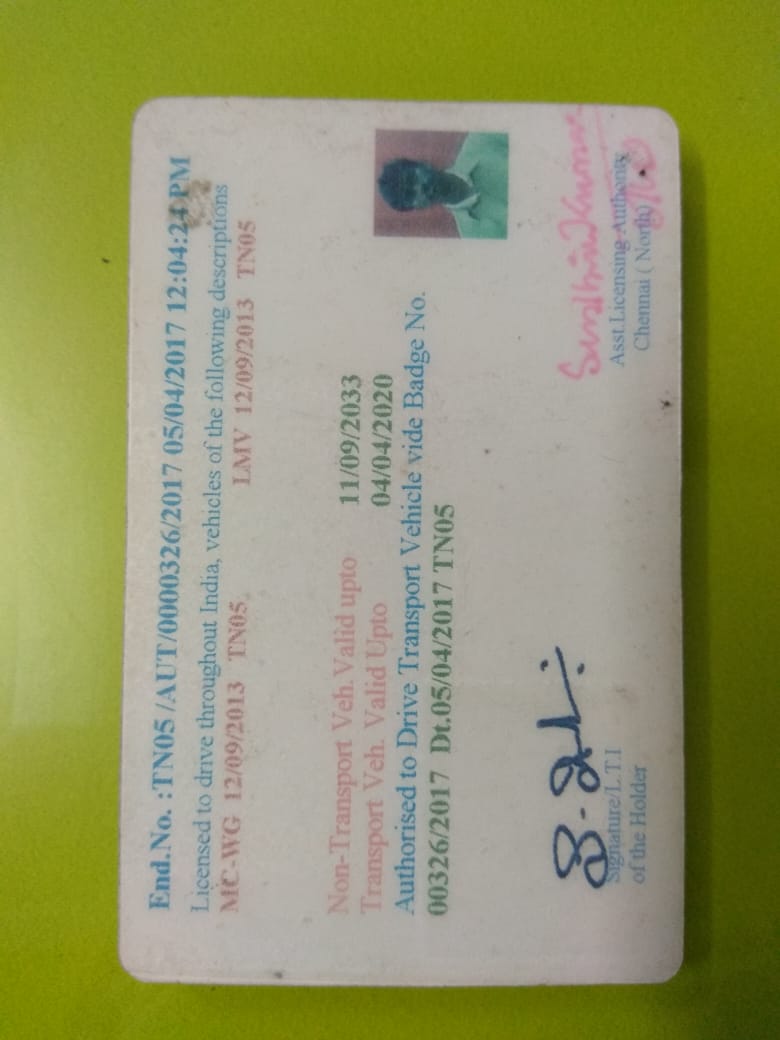 End.No. :TN05 /AUT/0000326/2017 05/04/2017 12:04:24 PM
Licensed to drive throughout India, vehicles of the following descriptions
MC-WG 12/09/2013 TN05 LMV 12/09/2013 TN05
Non-Transport Veh.Valid upto 11/09/2033
Transport Veh. Valid Upto 04/04/2020
Authorised to Drive Transport Vehicle vide Badge No.
00326/2017 Dt.05/04/2017 TN05
Signature/L.T.I
of the Holder
Asst.Licensing Authority
Chennai ( North)